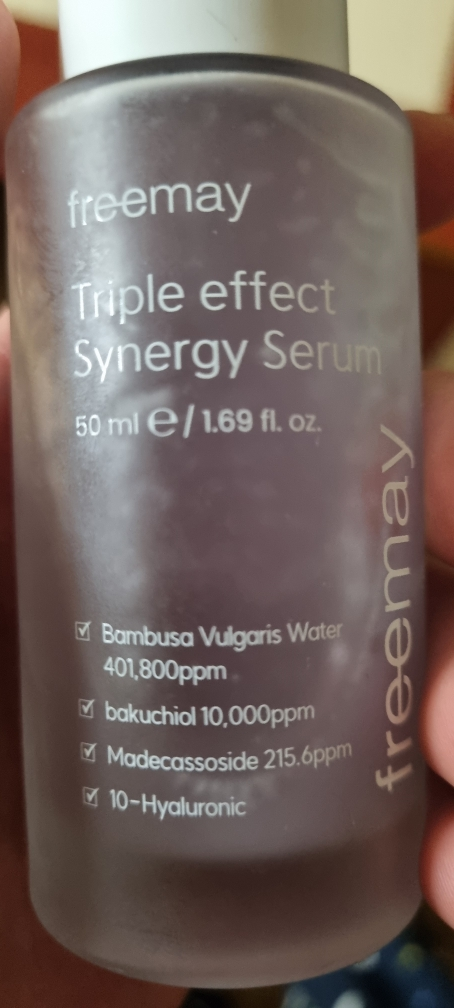 freemay
Triple effect
Synergy Serum
50 ml ℮/ 1.69 fl. oz.
☑ Bambusa Vulgaris Water
401,800ppm
☑ bakuchiol 10,000ppm
☑ Madecassoside 215.6ppm
☑ 10-Hyaluronic
freemay